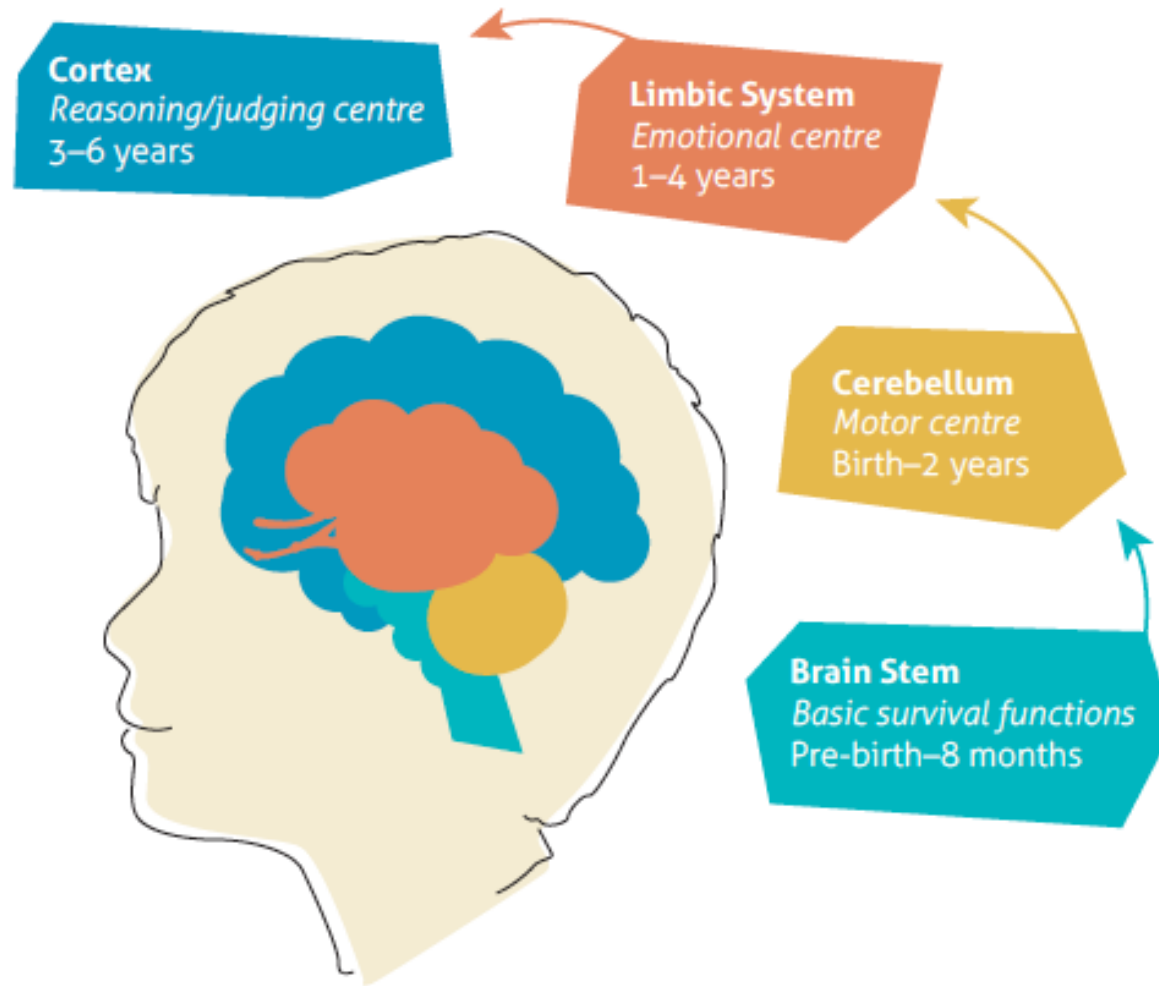 Cortex
Reasoning/judging centre
3–6 years
Limbic System
Emotional centre
1–4 years
Cerebellum
Motor centre
Birth–2 years
Brain Stem
Basic survival functions
Pre-birth–8 months